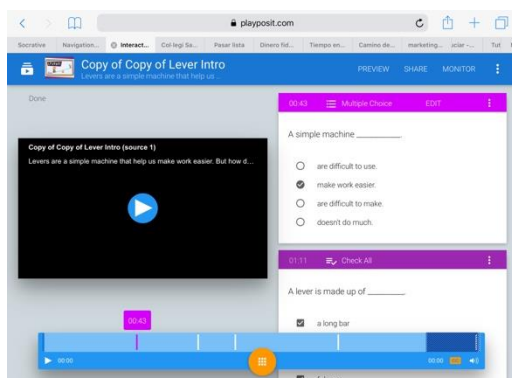 playposit.com
Socrative
Navigation...
Interact...
Col·legi Sa...
Pasar lista
Dinero fid...
Tiempo en...
Camino de...
marketing...
Tut
Copy of Copy of Lever Intro
Levers are a simple machine that help us ...
PREVIEW SHARE MONITOR
Done
Copy of Copy of Lever Intro (source 1)
Levers are a simple machine that help us make work easier. But how d...
00:43 Multiple Choice EDIT
A simple machine __________
are difficult to use.
make work easier.
are difficult to make.
doesn't do much.
01:11 Check All
A lever is made up of ________
a long bar
00:43
00:00
00:00